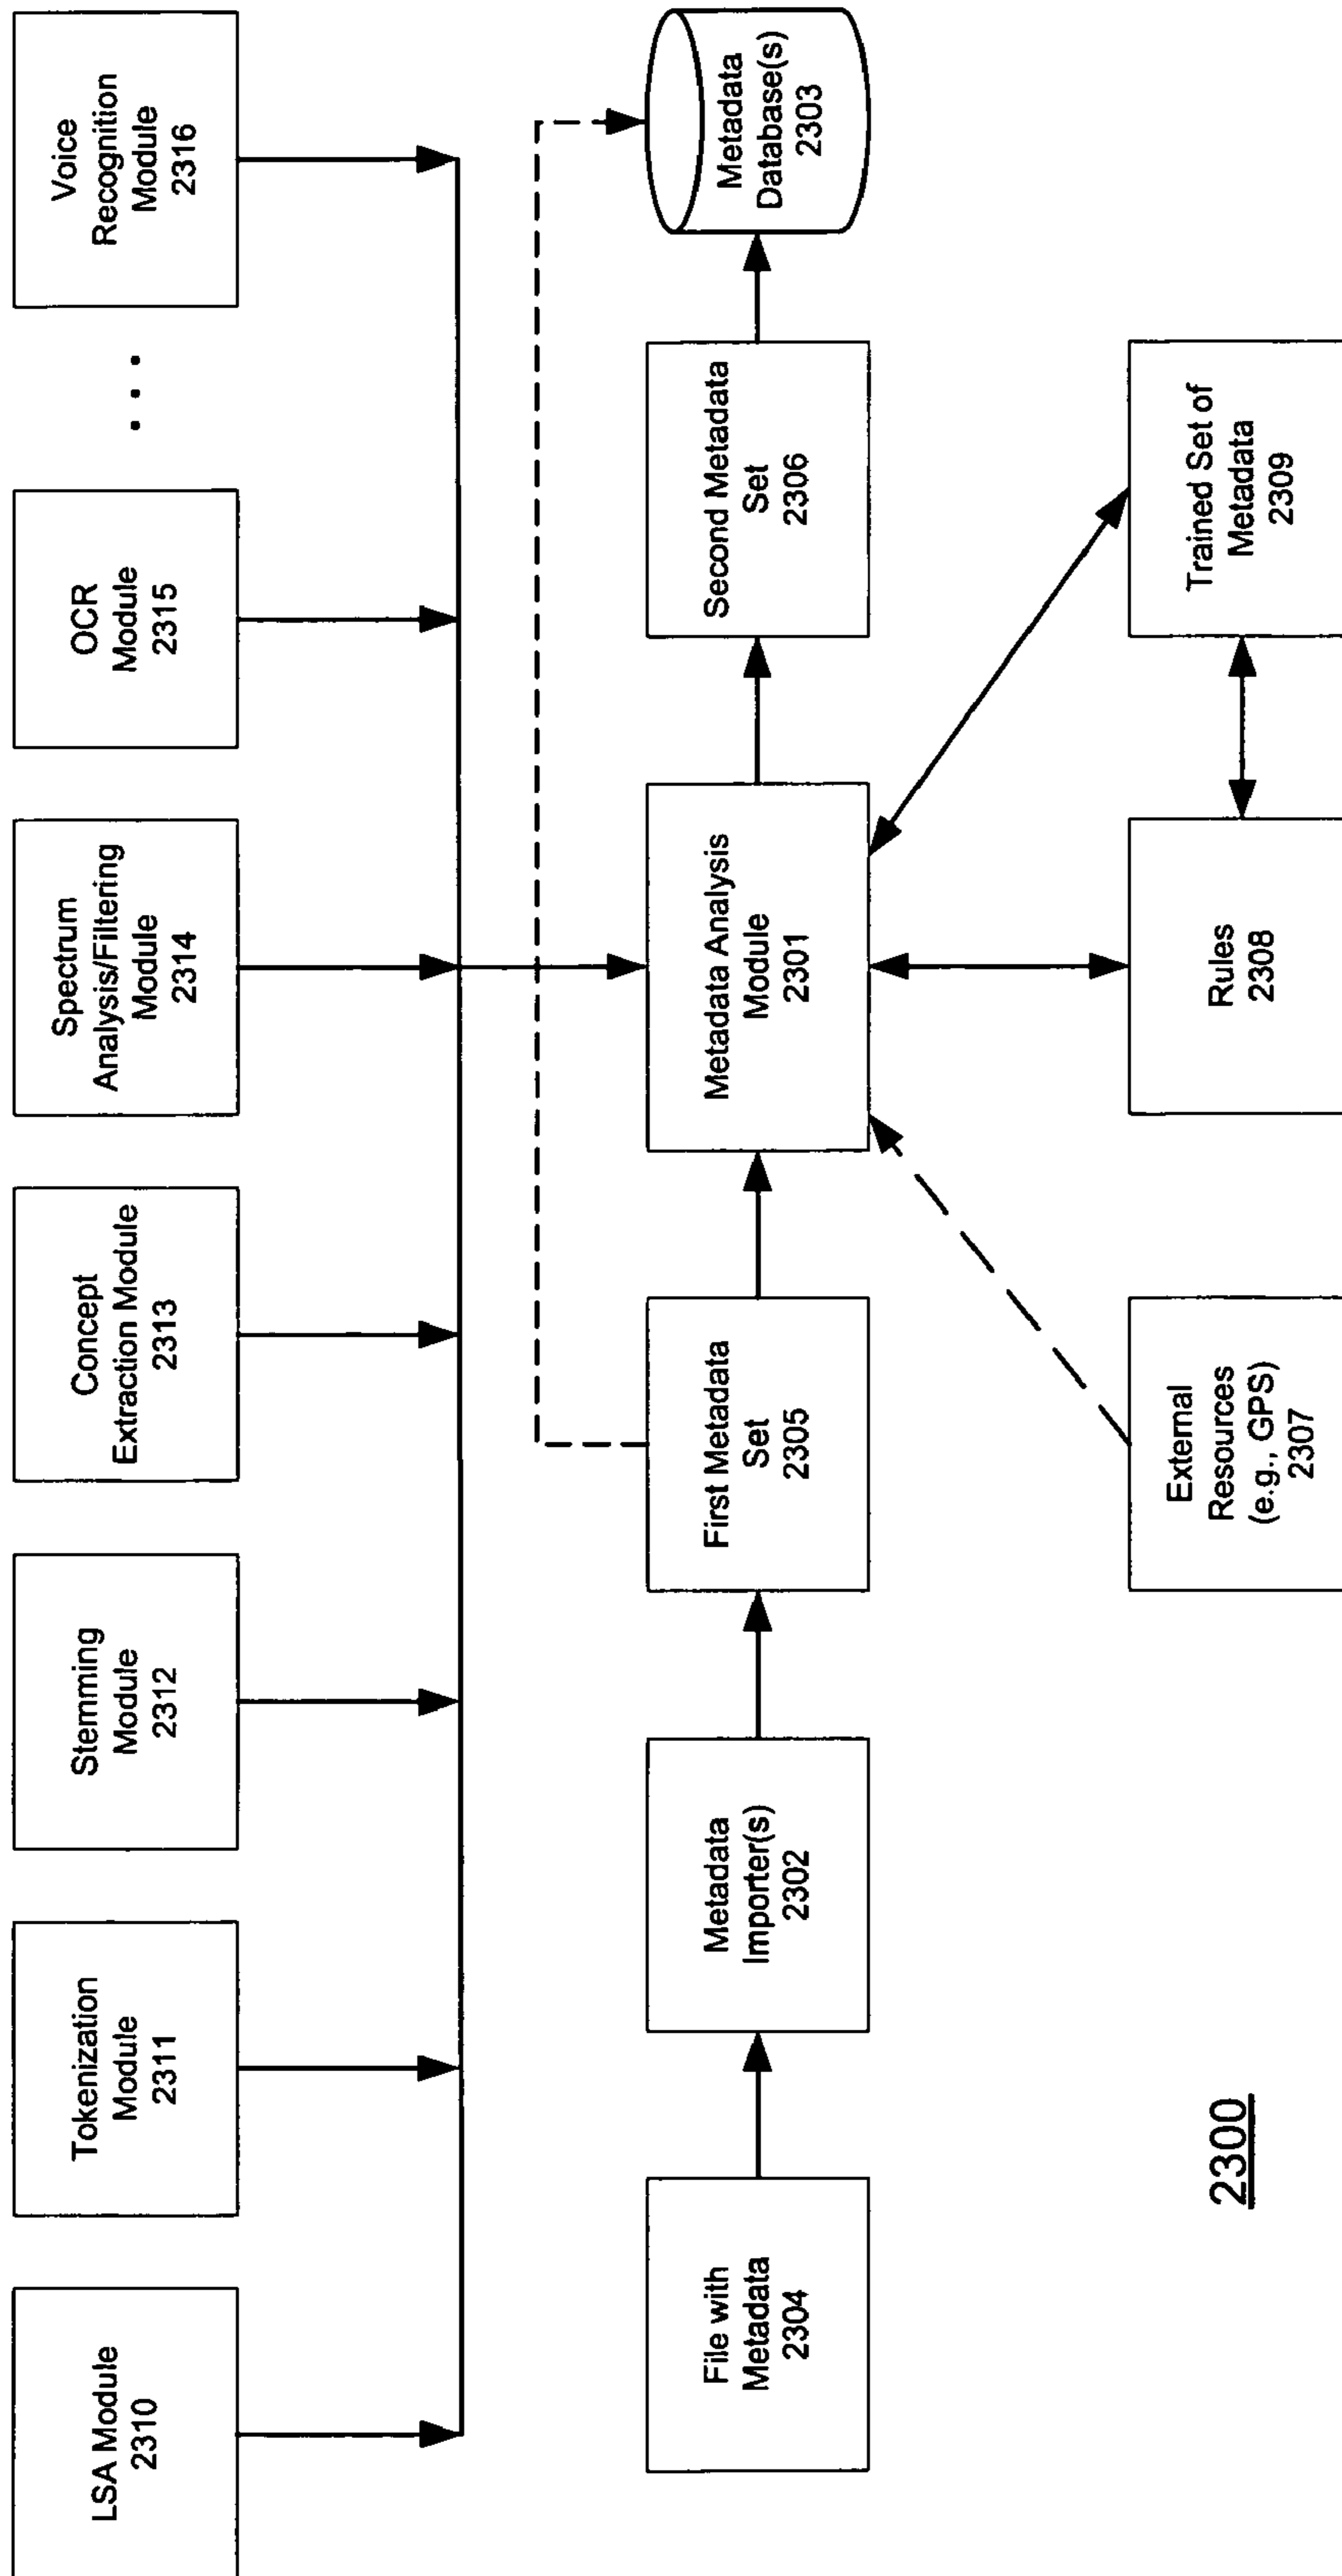 LSA Module
2310
Tokenization
Module
2311
Stemming
Module
2312
Concept
Extraction Module
2313
Spectrum
Analysis/Filtering
Module
2314
OCR
Module
2315
. . .
Voice
Recognition
Module
2316
File with
Metadata
2304
Metadata
Importer(s)
2302
First Metadata
Set
2305
Metadata Analysis
Module
2301
Second Metadata
Set
2306
Metadata
Database(s)
2303
External
Resources
(e.g., GPS)
2307
Rules
2308
Trained Set of
Metadata
2309
2300